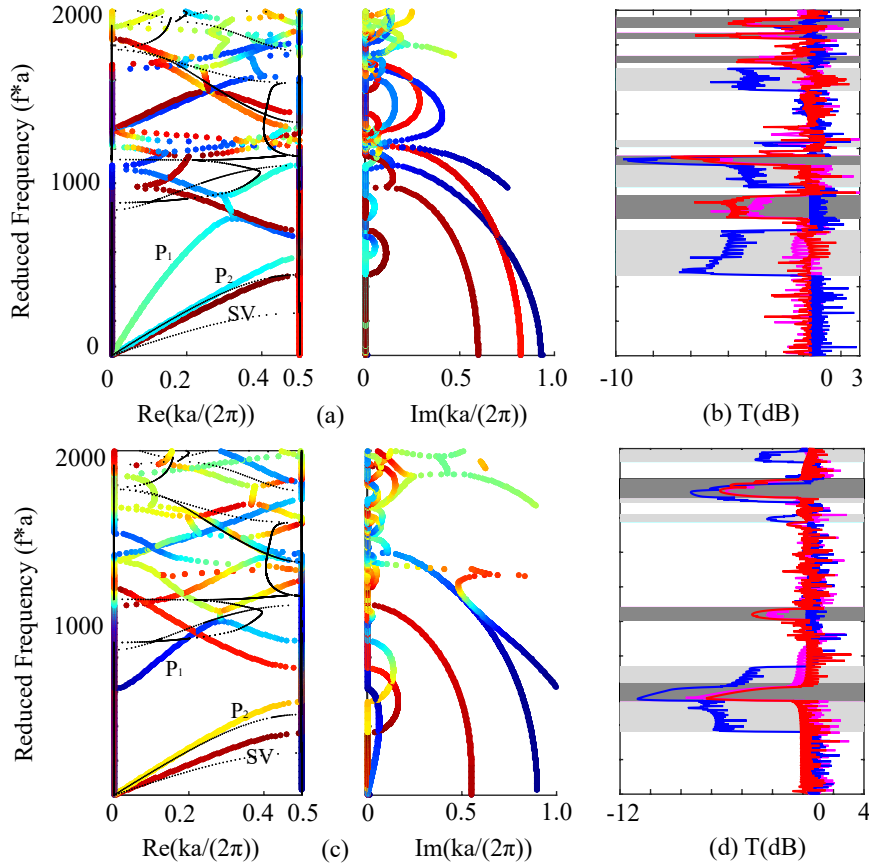 2000
1000
0
Reduced Frequency (f*a)
P1
P2
SV
0 0.2 0.4 0.5
0 0.5 1.0
-10 0 3
Re(ka/(2π)) (a) Im(ka/(2π)) (b) T(dB)
2000
1000
Reduced Frequency (f*a)
P1
P2
SV
0 0.2 0.4 0.5
0 0.5 1.0
-12 0 4
Re(ka/(2π)) (c) Im(ka/(2π)) (d) T(dB)